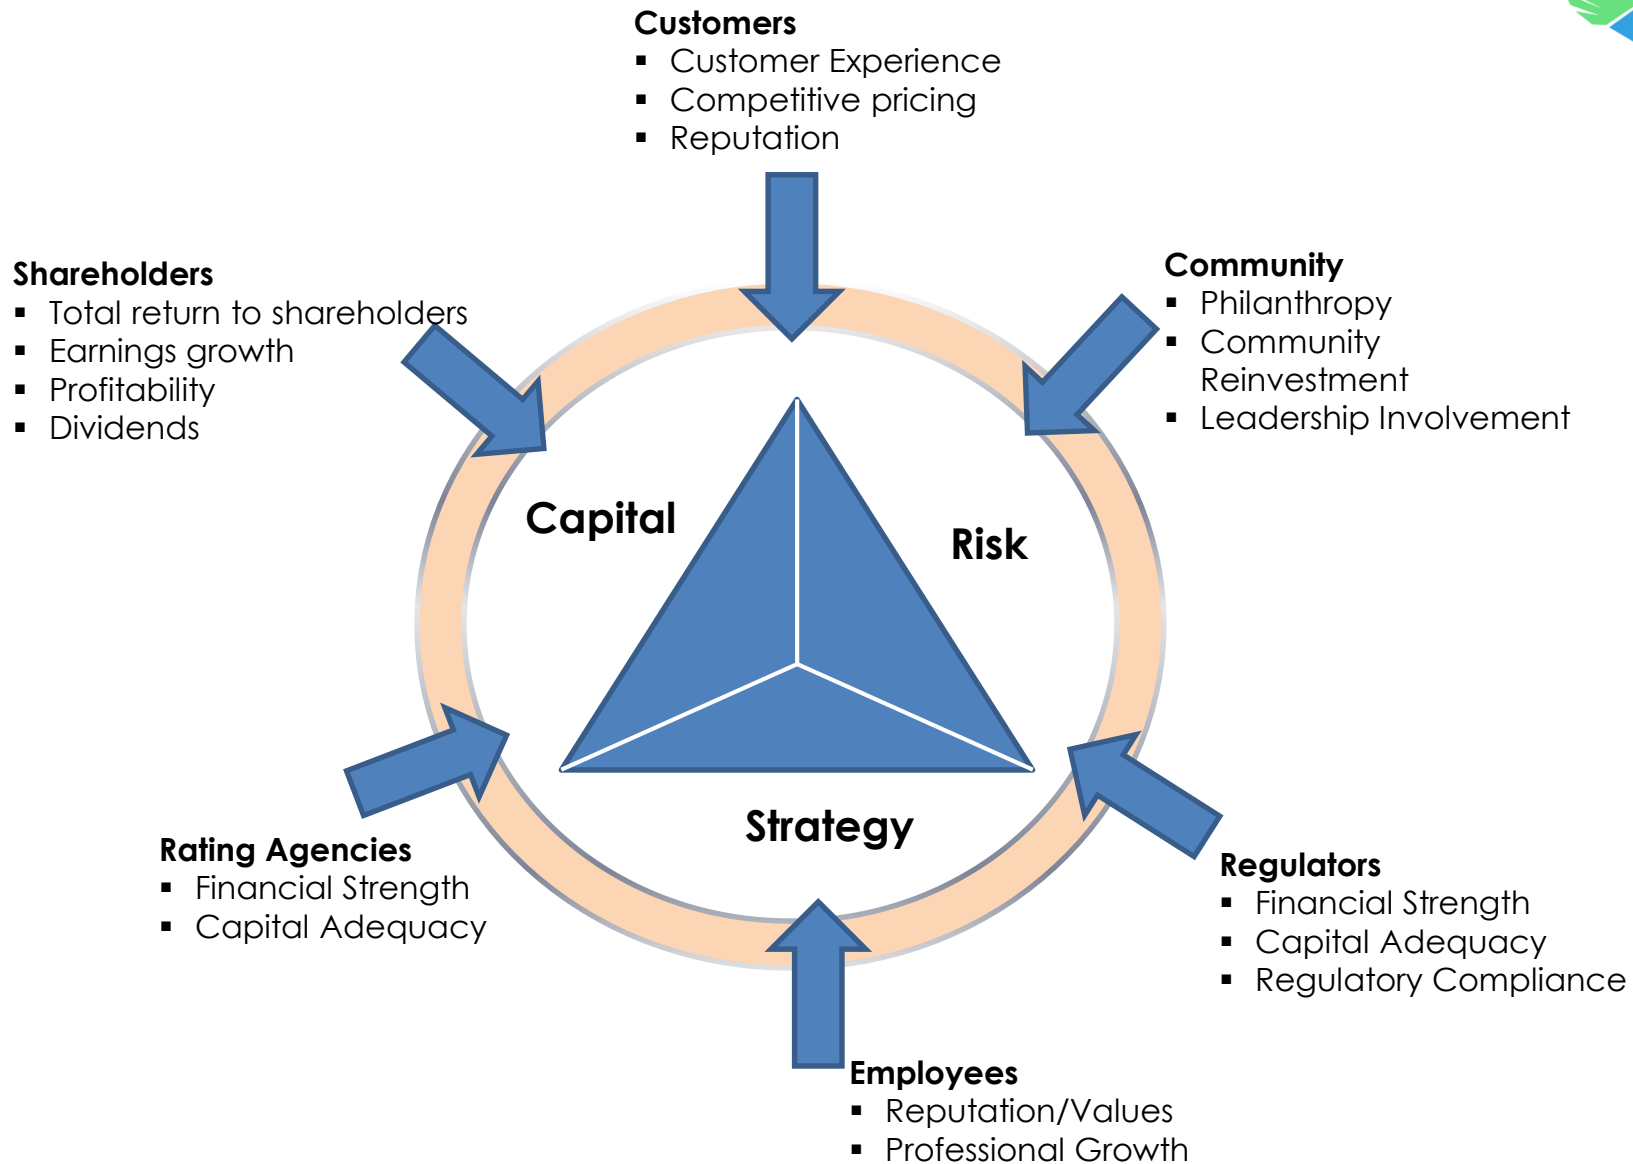 Customers
▪ Customer Experience
▪ Competitive pricing
▪ Reputation
Shareholders
▪ Total return to shareholders
▪ Earnings growth
▪ Profitability
▪ Dividends
Community
▪ Philanthropy
▪ Community
Reinvestment
▪ Leadership Involvement
Capital
Risk
Strategy
Rating Agencies
▪ Financial Strength
▪ Capital Adequacy
Regulators
▪ Financial Strength
▪ Capital Adequacy
▪ Regulatory Compliance
Employees
▪ Reputation/Values
▪ Professional Growth